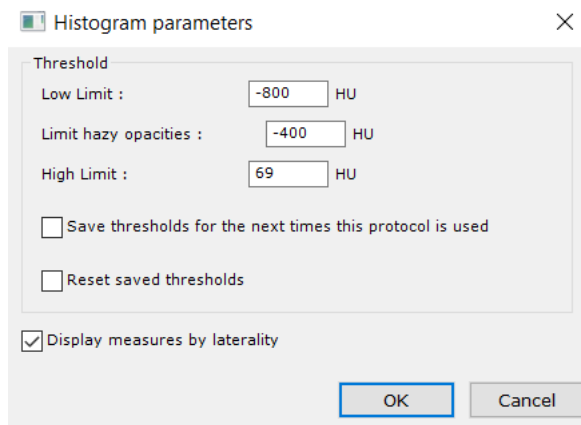 Histogram parameters
Threshold
Low Limit : -800 HU
Limit hazy opacities : -400 HU
High Limit : 69 HU
Save thresholds for the next times this protocol is used
Reset saved thresholds
Display measures by laterality
OK Cancel